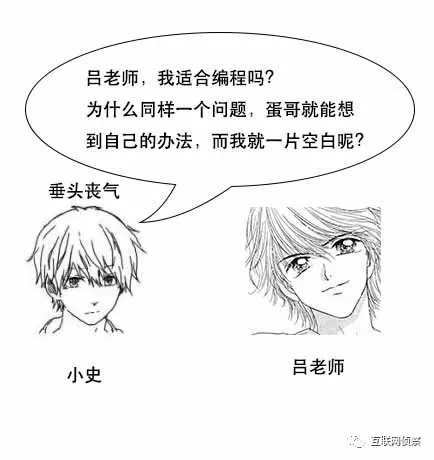 吕老师，我适合编程吗？
为什么同样一个问题，蛋哥就能想
到自己的办法，而我就一片空白呢？
垂头丧气
小史
吕老师
互联网侦察